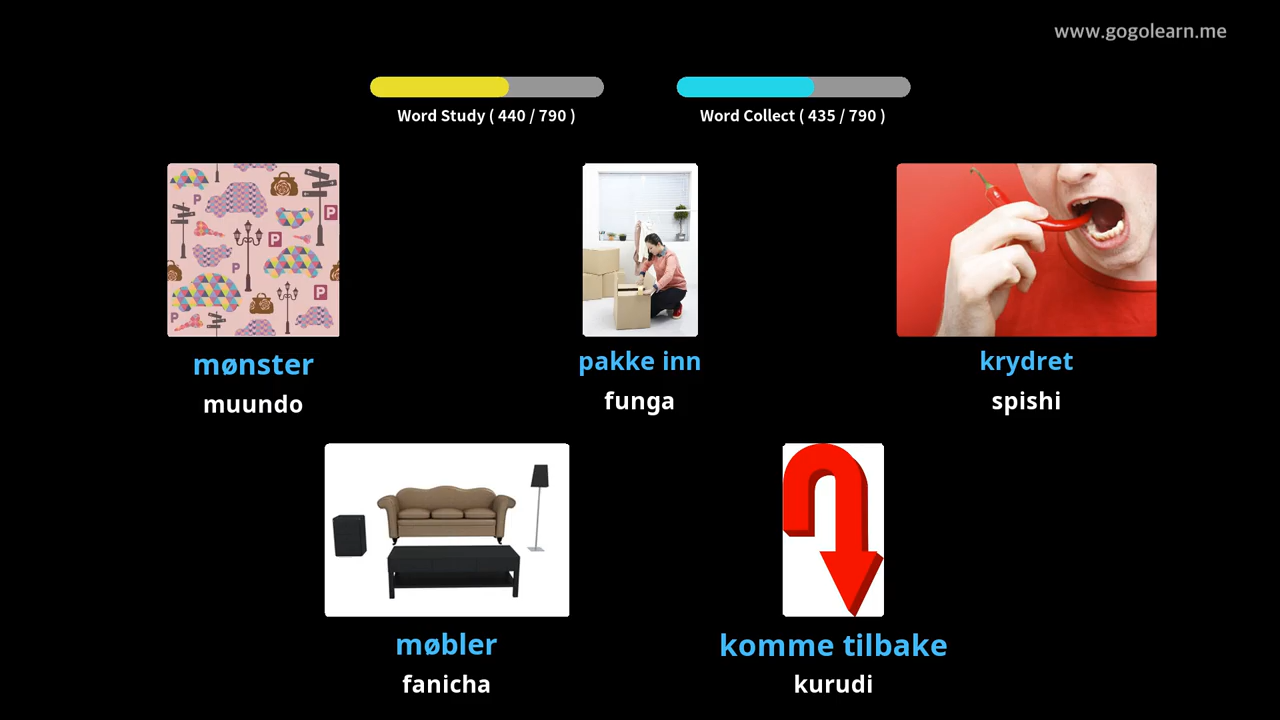 www.gogolearn.me
Word Study ( 440 / 790 )
Word Collect ( 435 / 790 )
P
P
P
P
P
mønster
muundo
pakke inn
funga
krydret
spishi
møbler
fanicha
komme tilbake
kurudi